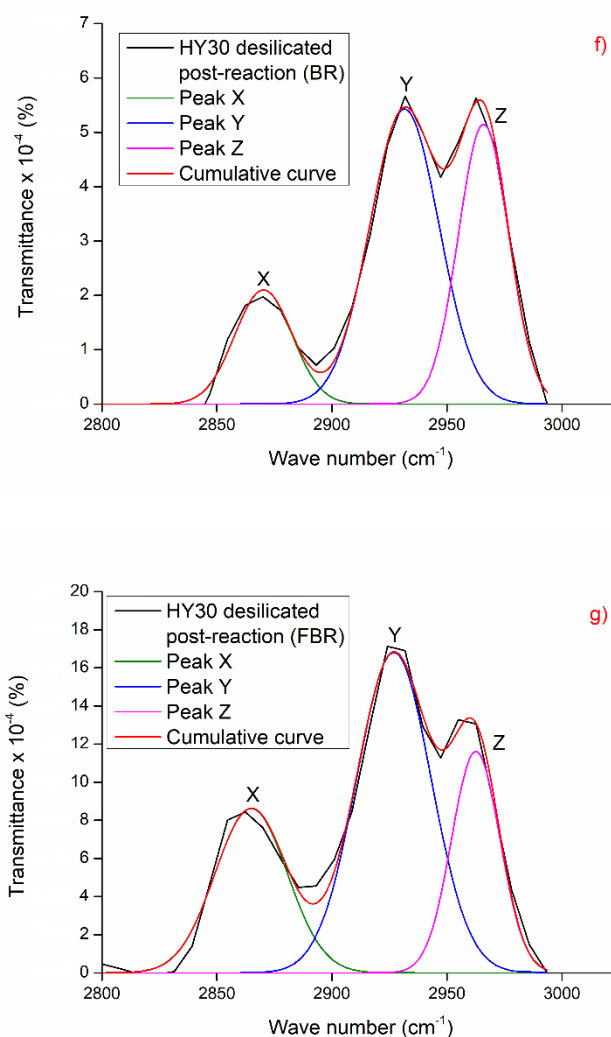 7
6
5
4
3
2
1
0
Transmittance x 10-4 (%)
HY30 desilicated
post-reaction (BR)
Peak X
Peak Y
Peak Z
Cumulative curve
X
Y
Z
f)
2800 2850 2900 2950 3000
Wave number (cm-1)
20
18
16
14
12
10
8
6
4
2
0
Transmittance x 10-4 (%)
HY30 desilicated
post-reaction (FBR)
Peak X
Peak Y
Peak Z
Cumulative curve
X
Y
Z
g)
2800 2850 2900 2950 3000
Wave number (cm-1)